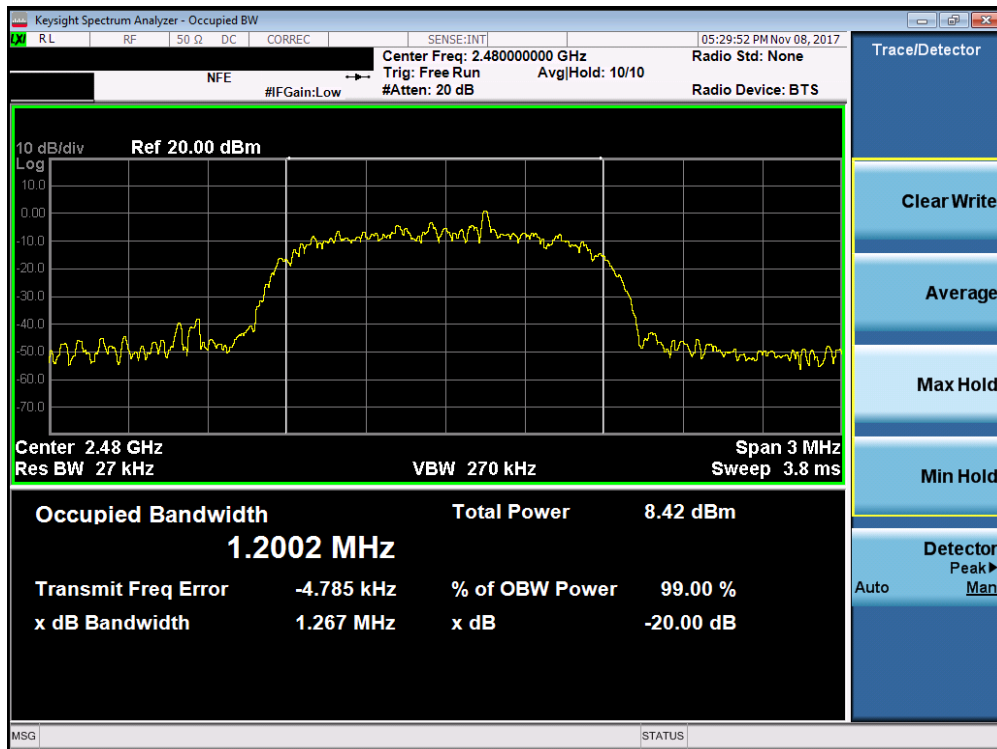 Keysight Spectrum Analyzer - Occupied BW
LXI RL RF 50 Ω DC CORREC SENSE:INT 05:29:52 PM Nov 08, 2017
Center Freq: 2.480000000 GHz Radio Std: None
NFE Trig: Free Run Avg|Hold: 10/10
#IFGain:Low #Atten: 20 dB Radio Device: BTS
10 dB/div Ref 20.00 dBm
Log
10.0
0.00
-10.0
-20.0
-30.0
-40.0
-50.0
-60.0
-70.0
Center 2.48 GHz Span 3 MHz
Res BW 27 kHz VBW 270 kHz Sweep 3.8 ms
Occupied Bandwidth Total Power 8.42 dBm
1.2002 MHz
Transmit Freq Error -4.785 kHz % of OBW Power 99.00 %
x dB Bandwidth 1.267 MHz x dB -20.00 dB
MSG STATUS
Trace/Detector
Clear Write
Average
Max Hold
Min Hold
Detector
Peak▶
Auto Man